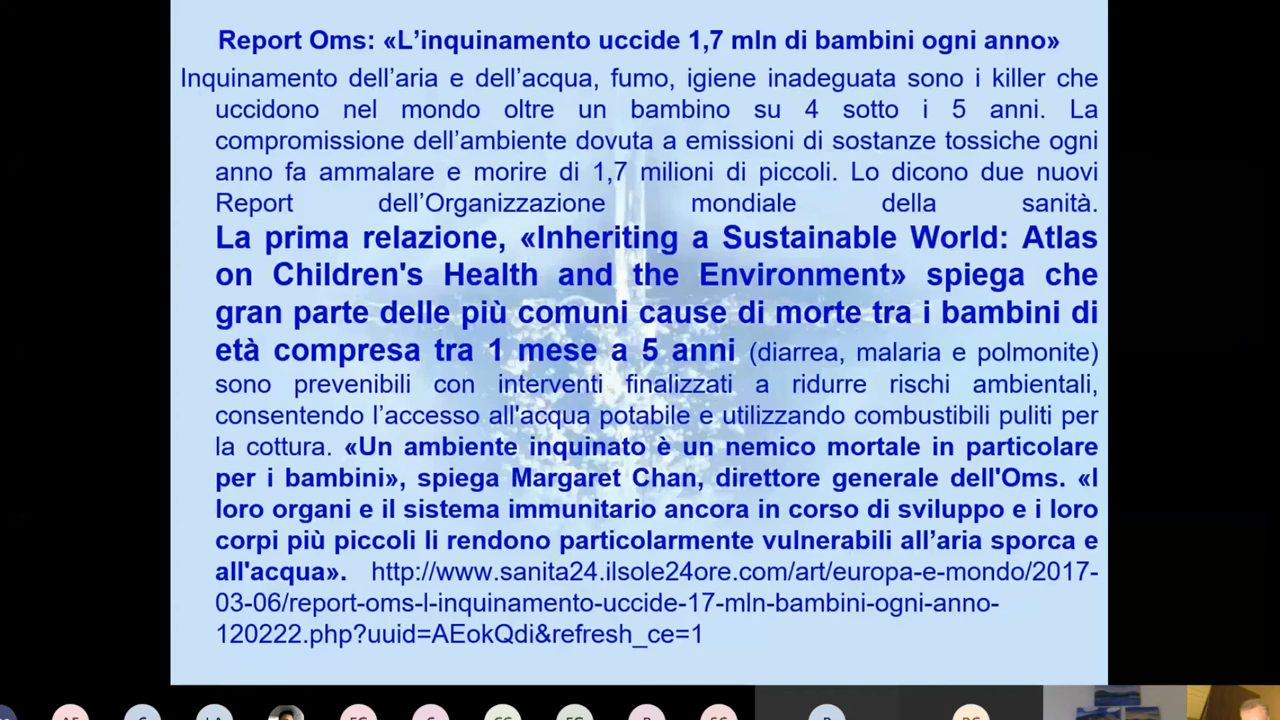 Report Oms: «L’inquinamento uccide 1,7 mln di bambini ogni anno»
Inquinamento dell’aria e dell’acqua, fumo, igiene inadeguata sono i killer che
uccidono nel mondo oltre un bambino su 4 sotto i 5 anni. La
compromissione dell’ambiente dovuta a emissioni di sostanze tossiche ogni
anno fa ammalare e morire di 1,7 milioni di piccoli. Lo dicono due nuovi
Report dell’Organizzazione mondiale della sanità.
La prima relazione, «Inheriting a Sustainable World: Atlas
on Children's Health and the Environment» spiega che
gran parte delle più comuni cause di morte tra i bambini di
età compresa tra 1 mese a 5 anni (diarrea, malaria e polmonite)
sono prevenibili con interventi finalizzati a ridurre rischi ambientali,
consentendo l’accesso all'acqua potabile e utilizzando combustibili puliti per
la cottura. «Un ambiente inquinato è un nemico mortale in particolare
per i bambini», spiega Margaret Chan, direttore generale dell'Oms. «I
loro organi e il sistema immunitario ancora in corso di sviluppo e i loro
corpi più piccoli li rendono particolarmente vulnerabili all’aria sporca e
all'acqua». http://www.sanita24.ilsole24ore.com/art/europa-e-mondo/2017-
03-06/report-oms-l-inquinamento-uccide-17-mln-bambini-ogni-anno-
120222.php?uuid=AEokQdi&refresh_ce=1